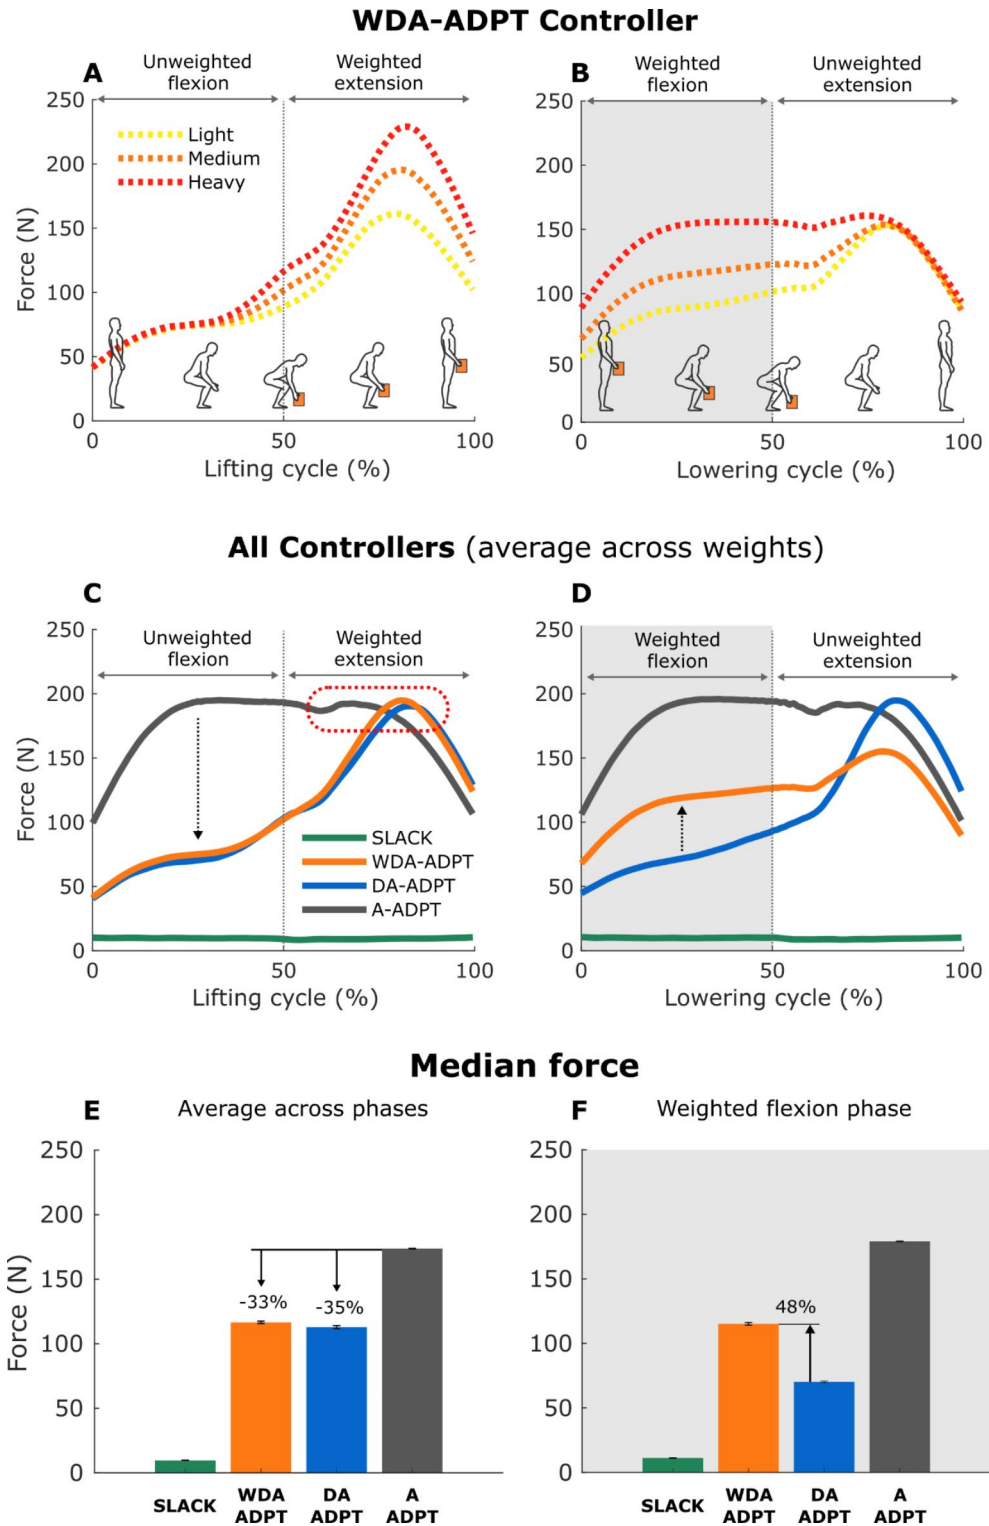 WDA-ADPT Controller
A
Unweighted
flexion
Weighted
extension
250
200
150
100
50
0
Force (N)
Light
Medium
Heavy
0
50
100
Lifting cycle (%)
B
Weighted
flexion
Unweighted
extension
250
200
150
100
50
0
0
50
100
Lowering cycle (%)
All Controllers (average across weights)
C
Unweighted
flexion
Weighted
extension
250
200
150
100
50
0
Force (N)
SLACK
WDA-ADPT
DA-ADPT
A-ADPT
0
50
100
Lifting cycle (%)
D
Weighted
flexion
Unweighted
extension
250
200
150
100
50
0
0
50
100
Lowering cycle (%)
Median force
E
Average across phases
250
200
150
100
50
0
Force (N)
-33%
-35%
SLACK
WDA
ADPT
DA
ADPT
A
ADPT
F
Weighted flexion phase
250
200
150
100
50
0
48%
SLACK
WDA
ADPT
DA
ADPT
A
ADPT